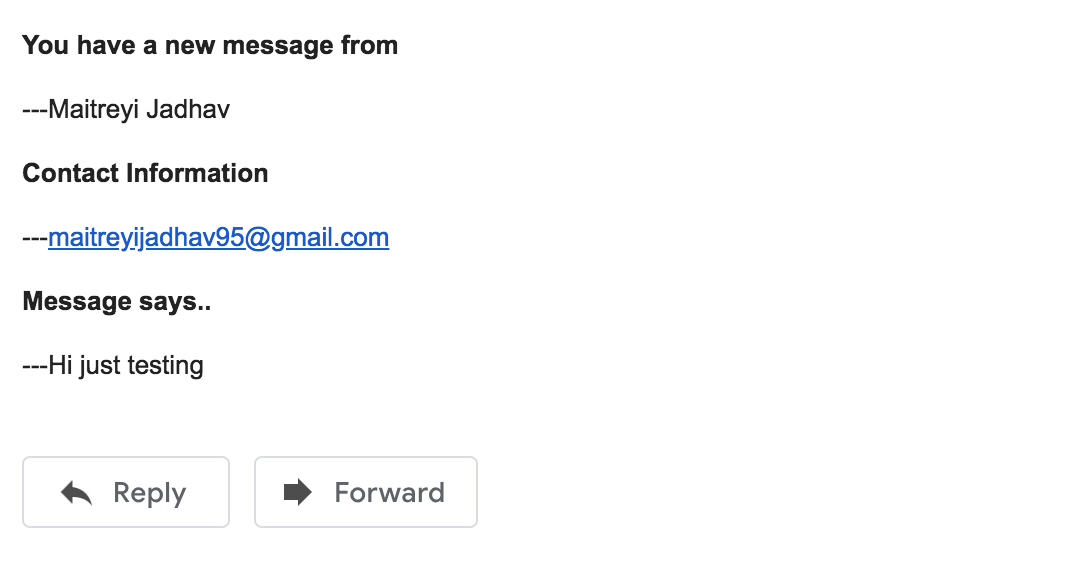 You have a new message from
---Maitreyi Jadhav
Contact Information
---maitreyijadhav95@gmail.com
Message says..
---Hi just testing
Reply
Forward